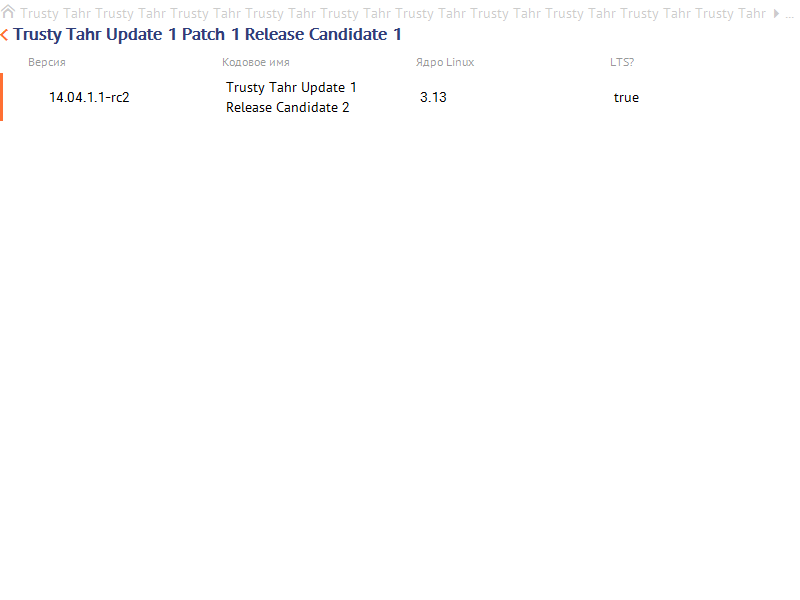 Trusty Tahr Trusty Tahr Trusty Tahr Trusty Tahr Trusty Tahr Trusty Tahr Trusty Tahr Trusty Tahr Trusty Tahr Trusty Tahr ...
Trusty Tahr Update 1 Patch 1 Release Candidate 1
Версия Кодовое имя Ядро Linux LTS?
14.04.1.1-rc2 Trusty Tahr Update 1 3.13 true
Release Candidate 2